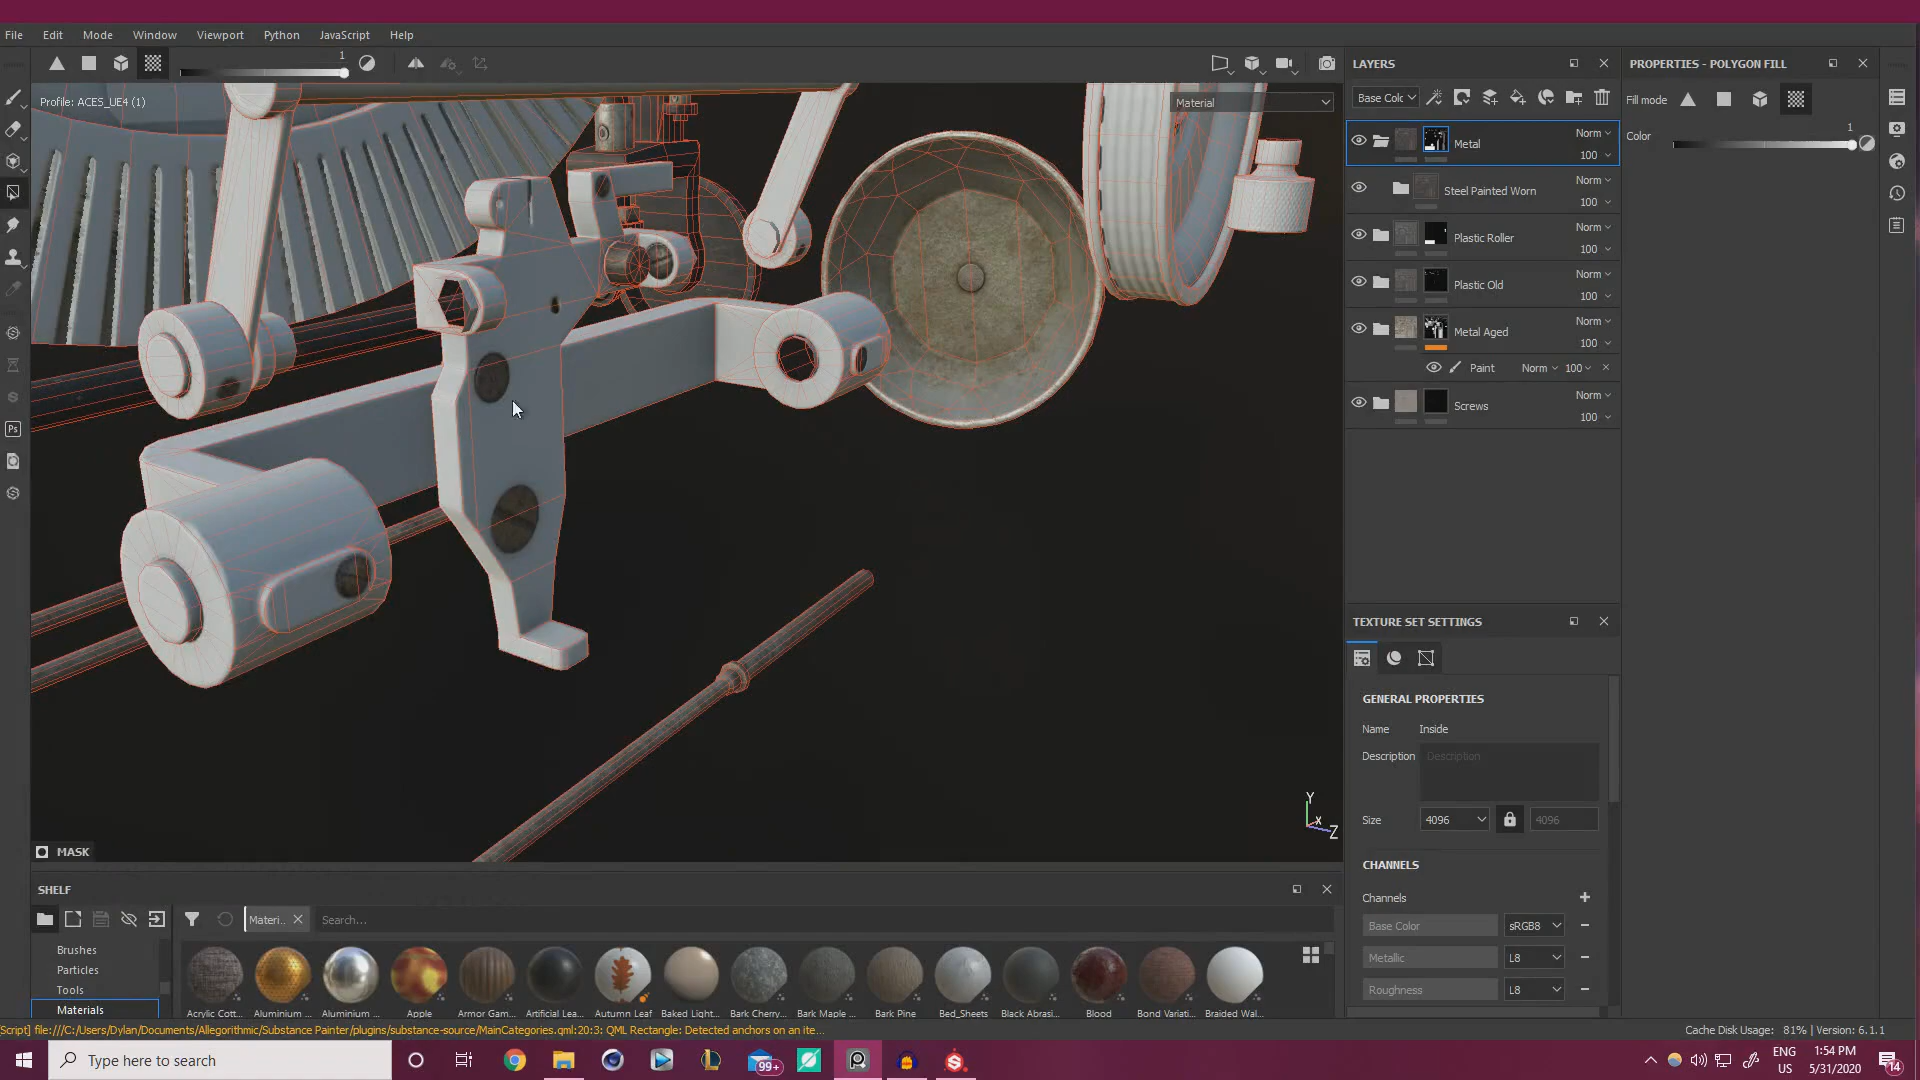 File Edit Mode Window Viewport Python JavaScript Help
1
Profile: ACES_UE4 (1)
Material
MASK
Y
X
Z
LAYERS
Base Colc
Norm
100
Metal
Norm
100
Steel Painted Worn
Norm
100
Plastic Roller
Norm
100
Plastic Old
Norm
100
Metal Aged
Norm
100
Paint Norm 100
Screws
Norm
100
PROPERTIES - POLYGON FILL
Fill mode
Color
1
TEXTURE SET SETTINGS
GENERAL PROPERTIES
Name Inside
Description Description
Size 4096 4096
CHANNELS
Channels
Base Color sRGB8
Metallic L8
Roughness L8
SHELF
Materi..
Search...
Brushes
Particles
Tools
Materials
Acrylic Cott... Aluminium ... Aluminium ... Apple Armor Gam... Artificial Lea... Autumn Leaf Baked Light... Bark Cherry... Bark Maple ... Bark Pine Bed_Sheets Black Abrasi... Blood Bond Variati... Braided Wal...
Script] file:///C:/Users/Dylan/Documents/Allegorithmic/Substance Painter/plugins/substance-source/MainCategories.qml:20:3: QML Rectangle: Detected anchors on an ite...
Cache Disk Usage: 81% | Version: 6.1.1
Type here to search
Ps
99+
ENG
US
1:54 PM
5/31/2020
14